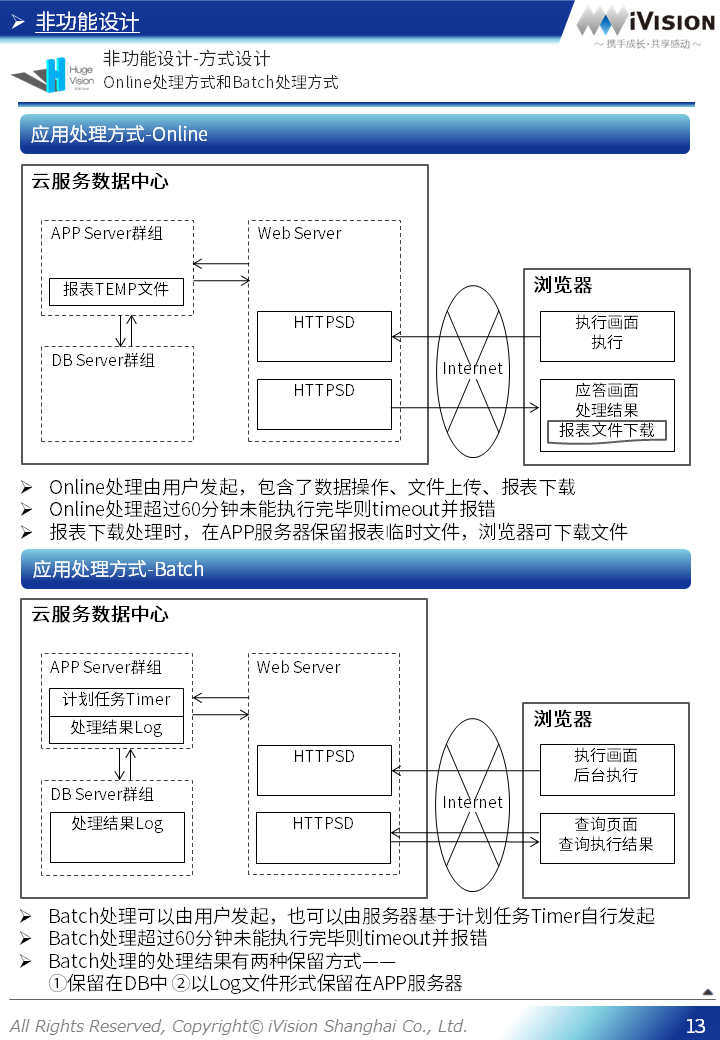 非功能设计
iVision
～ 携手成长·共享感动 ～
Huge
Vision
非功能设计-方式设计
Online处理方式和Batch处理方式
应用处理方式-Online
云服务数据中心
APP Server群组
Web Server
报表TEMP文件
DB Server群组
HTTPSD
HTTPSD
Internet
浏览器
执行画面
执行
应答画面
处理结果
报表文件下载
➢ Online处理由用户发起，包含了数据操作、文件上传、报表下载
➢ Online处理超过60分钟未能执行完毕则timeout并报错
➢ 报表下载处理时，在APP服务器保留报表临时文件，浏览器可下载文件
应用处理方式-Batch
云服务数据中心
APP Server群组
Web Server
计划任务Timer
处理结果Log
DB Server群组
处理结果Log
HTTPSD
HTTPSD
Internet
浏览器
执行画面
后台执行
查询页面
查询执行结果
➢ Batch处理可以由用户发起，也可以由服务器基于计划任务Timer自行发起
➢ Batch处理超过60分钟未能执行完毕则timeout并报错
➢ Batch处理的处理结果有两种保留方式——
①保留在DB中 ②以Log文件形式保留在APP服务器
All Rights Reserved, Copyright© iVision Shanghai Co., Ltd.
13